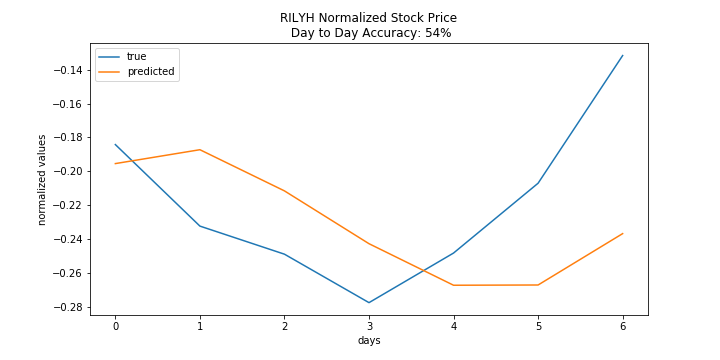 RILYH Normalized Stock Price
Day to Day Accuracy: 54%
true
predicted
normalized values
−0.14
−0.16
−0.18
−0.20
−0.22
−0.24
−0.26
−0.28
0 1 2 3 4 5 6
days